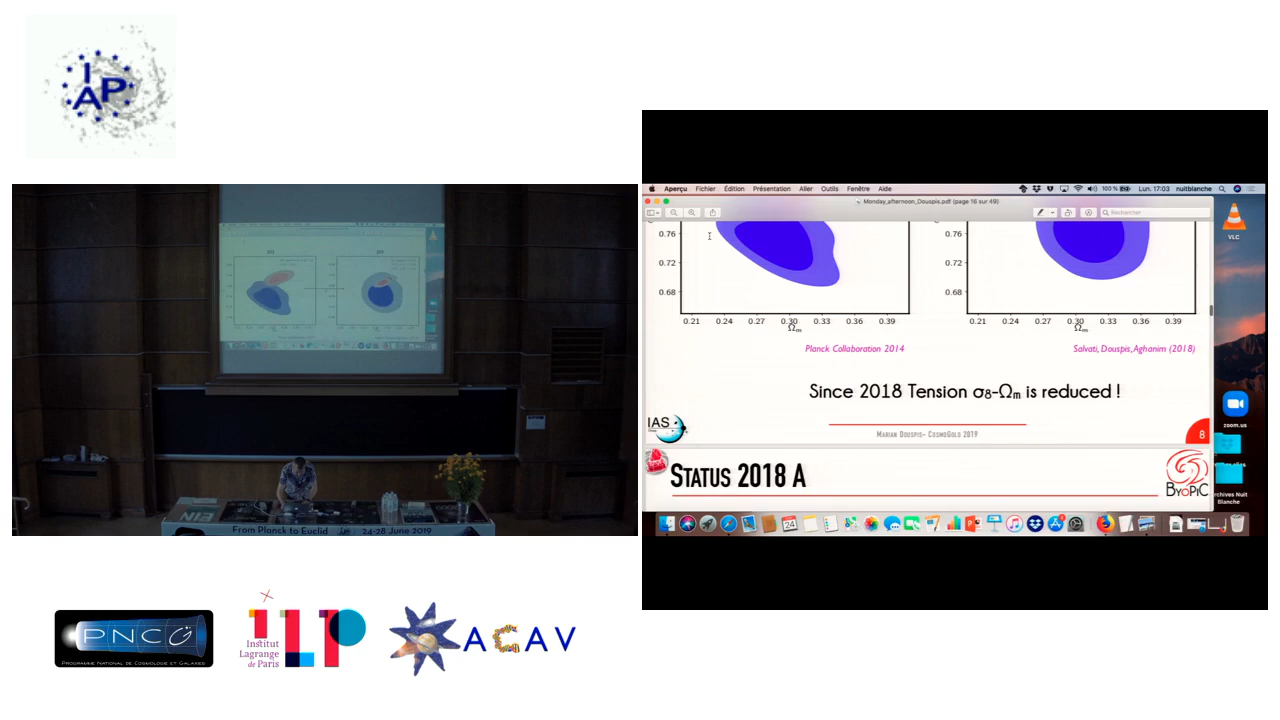 IAP
Aperçu Fichier Édition Présentation Aller Outils Fenêtre Aide 100 % Lun. 17:03 nuitblanche
Monday_afternoon_Douspis.pdf (page 16 sur 49)
Rechercher
VLC
0.76 0.76
0.72 0.72
0.68 0.68
0.21 0.24 0.27 0.30 0.33 0.36 0.39 0.21 0.24 0.27 0.30 0.33 0.36 0.39
Ωm Ωm
Planck Collaboration 2014 Salvati, Douspis, Aghanim (2018)
Since 2018 Tension σ8-Ωm is reduced !
IAS
Marian Douspis- CosmoGold 2019
8
zoom.us
Status 2018 A
ByoPiC
rchives Nuit
Blanche
24
From Planck to Euclid 24-28 June 2019
PNCG
Programme National de Cosmologie et Galaxies
ILP
Institut
Lagrange
de Paris
ACAV